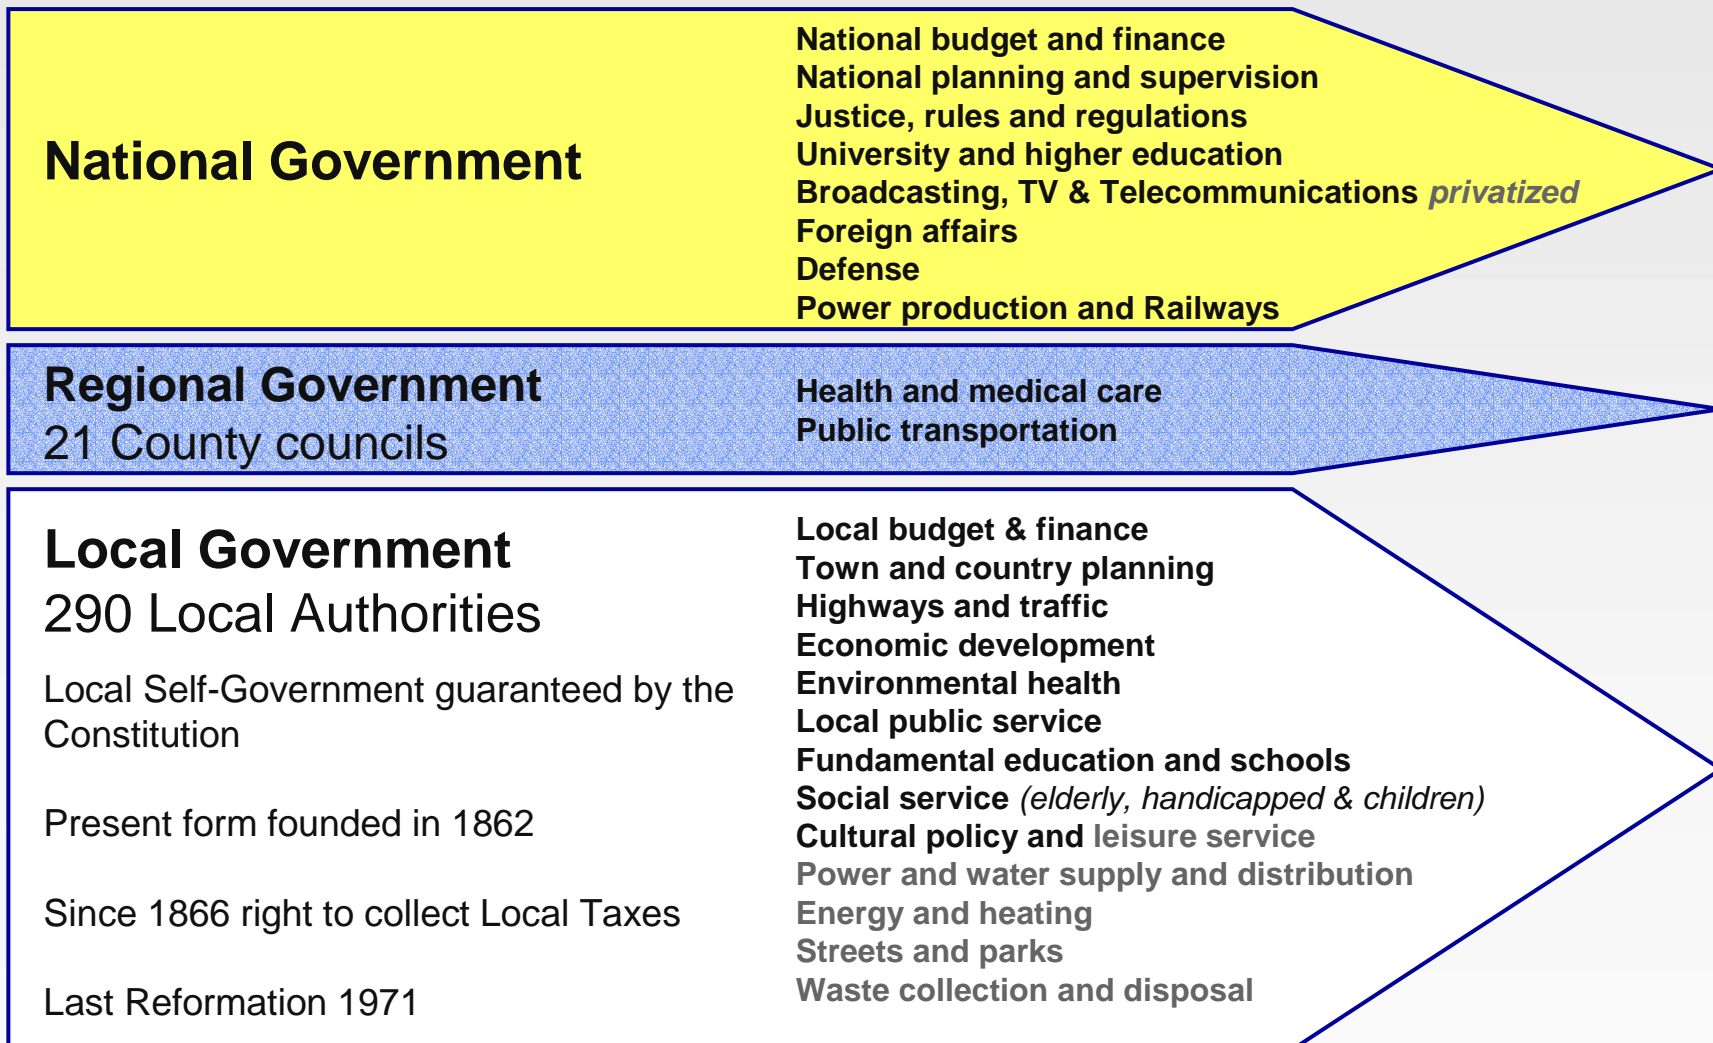 National Government
National budget and finance
National planning and supervision
Justice, rules and regulations
University and higher education
Broadcasting, TV & Telecommunications privatized
Foreign affairs
Defense
Power production and Railways
Regional Government
21 County councils
Health and medical care
Public transportation
Local Government
290 Local Authorities
Local Self-Government guaranteed by the
Constitution
Present form founded in 1862
Since 1866 right to collect Local Taxes
Last Reformation 1971
Local budget & finance
Town and country planning
Highways and traffic
Economic development
Environmental health
Local public service
Fundamental education and schools
Social service (elderly, handicapped & children)
Cultural policy and leisure service
Power and water supply and distribution
Energy and heating
Streets and parks
Waste collection and disposal